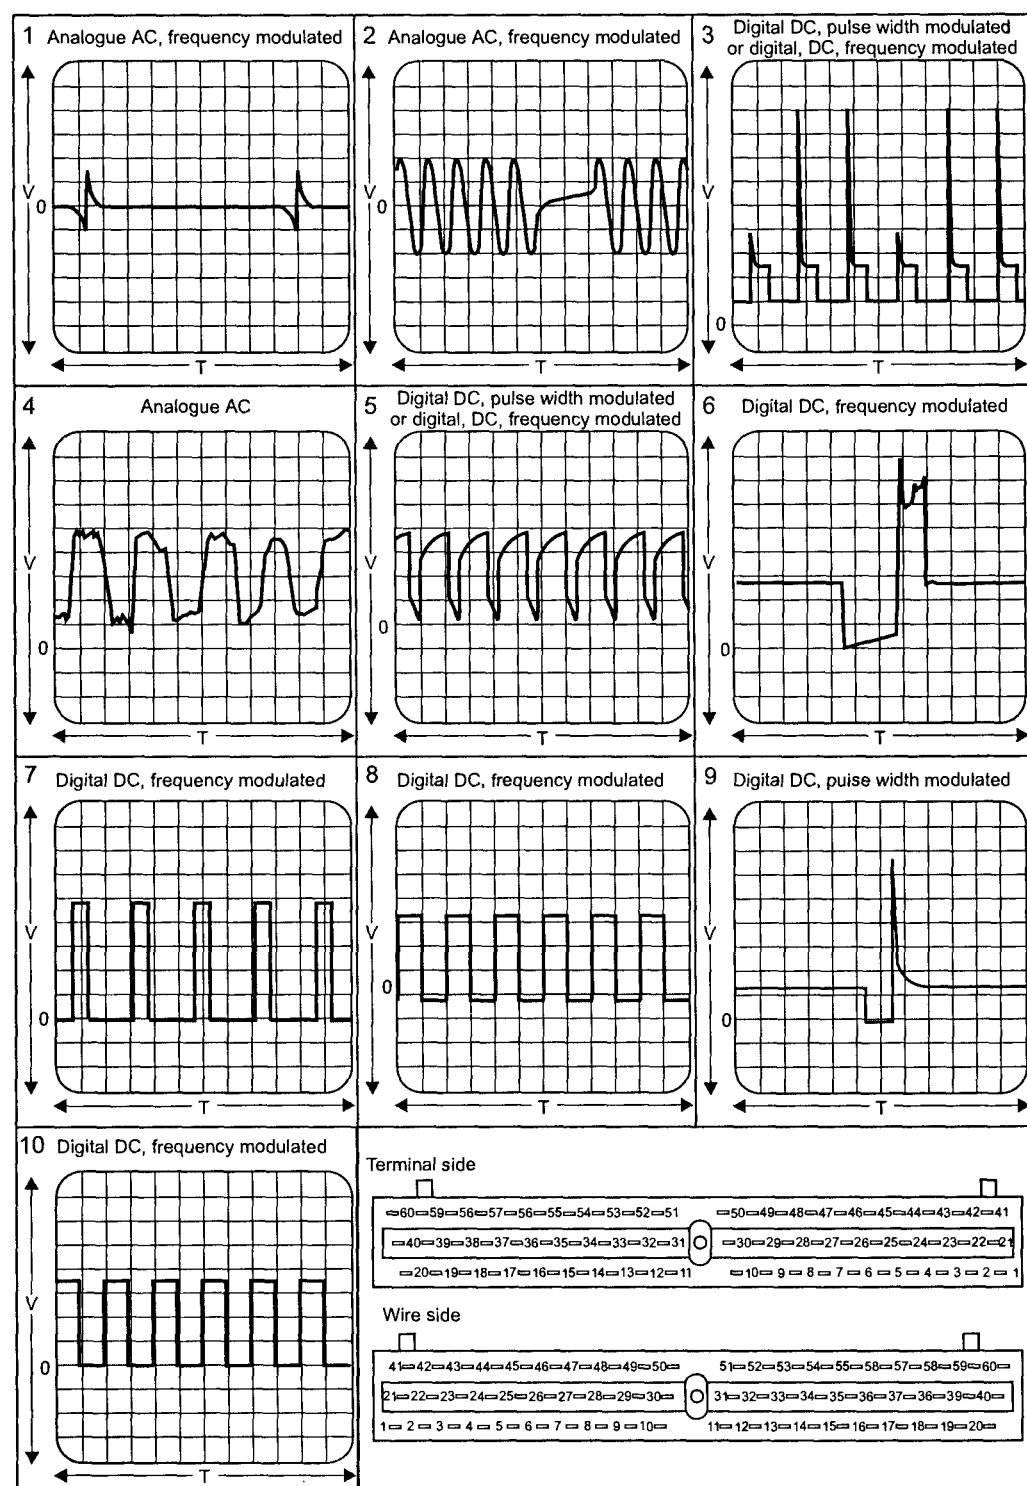 1 Analogue AC, frequency modulated
V
0
T
2 Analogue AC, frequency modulated
V
0
T
3 Digital DC, pulse width modulated
or digital, DC, frequency modulated
V
0
T
4 Analogue AC
V
0
T
5 Digital DC, pulse width modulated
or digital, DC, frequency modulated
V
0
T
6 Digital DC, frequency modulated
V
0
T
7 Digital DC, frequency modulated
V
0
T
8 Digital DC, frequency modulated
V
0
T
9 Digital DC, pulse width modulated
V
0
T
10 Digital DC, frequency modulated
V
0
T
Terminal side
60 59 56 57 56 55 54 53 52 51 50 49 48 47 46 45 44 43 42 41
40 39 38 37 36 35 34 33 32 31 30 29 28 27 26 25 24 23 22 21
20 19 18 17 16 15 14 13 12 11 10 9 8 7 6 5 4 3 2 1
Wire side
41 42 43 44 45 46 47 48 49 50 51 52 53 54 55 58 57 58 59 60
21 22 23 24 25 26 27 28 29 30 31 32 33 34 35 36 37 36 39 40
1 2 3 4 5 6 7 8 9 10 11 12 13 14 15 16 17 18 19 20